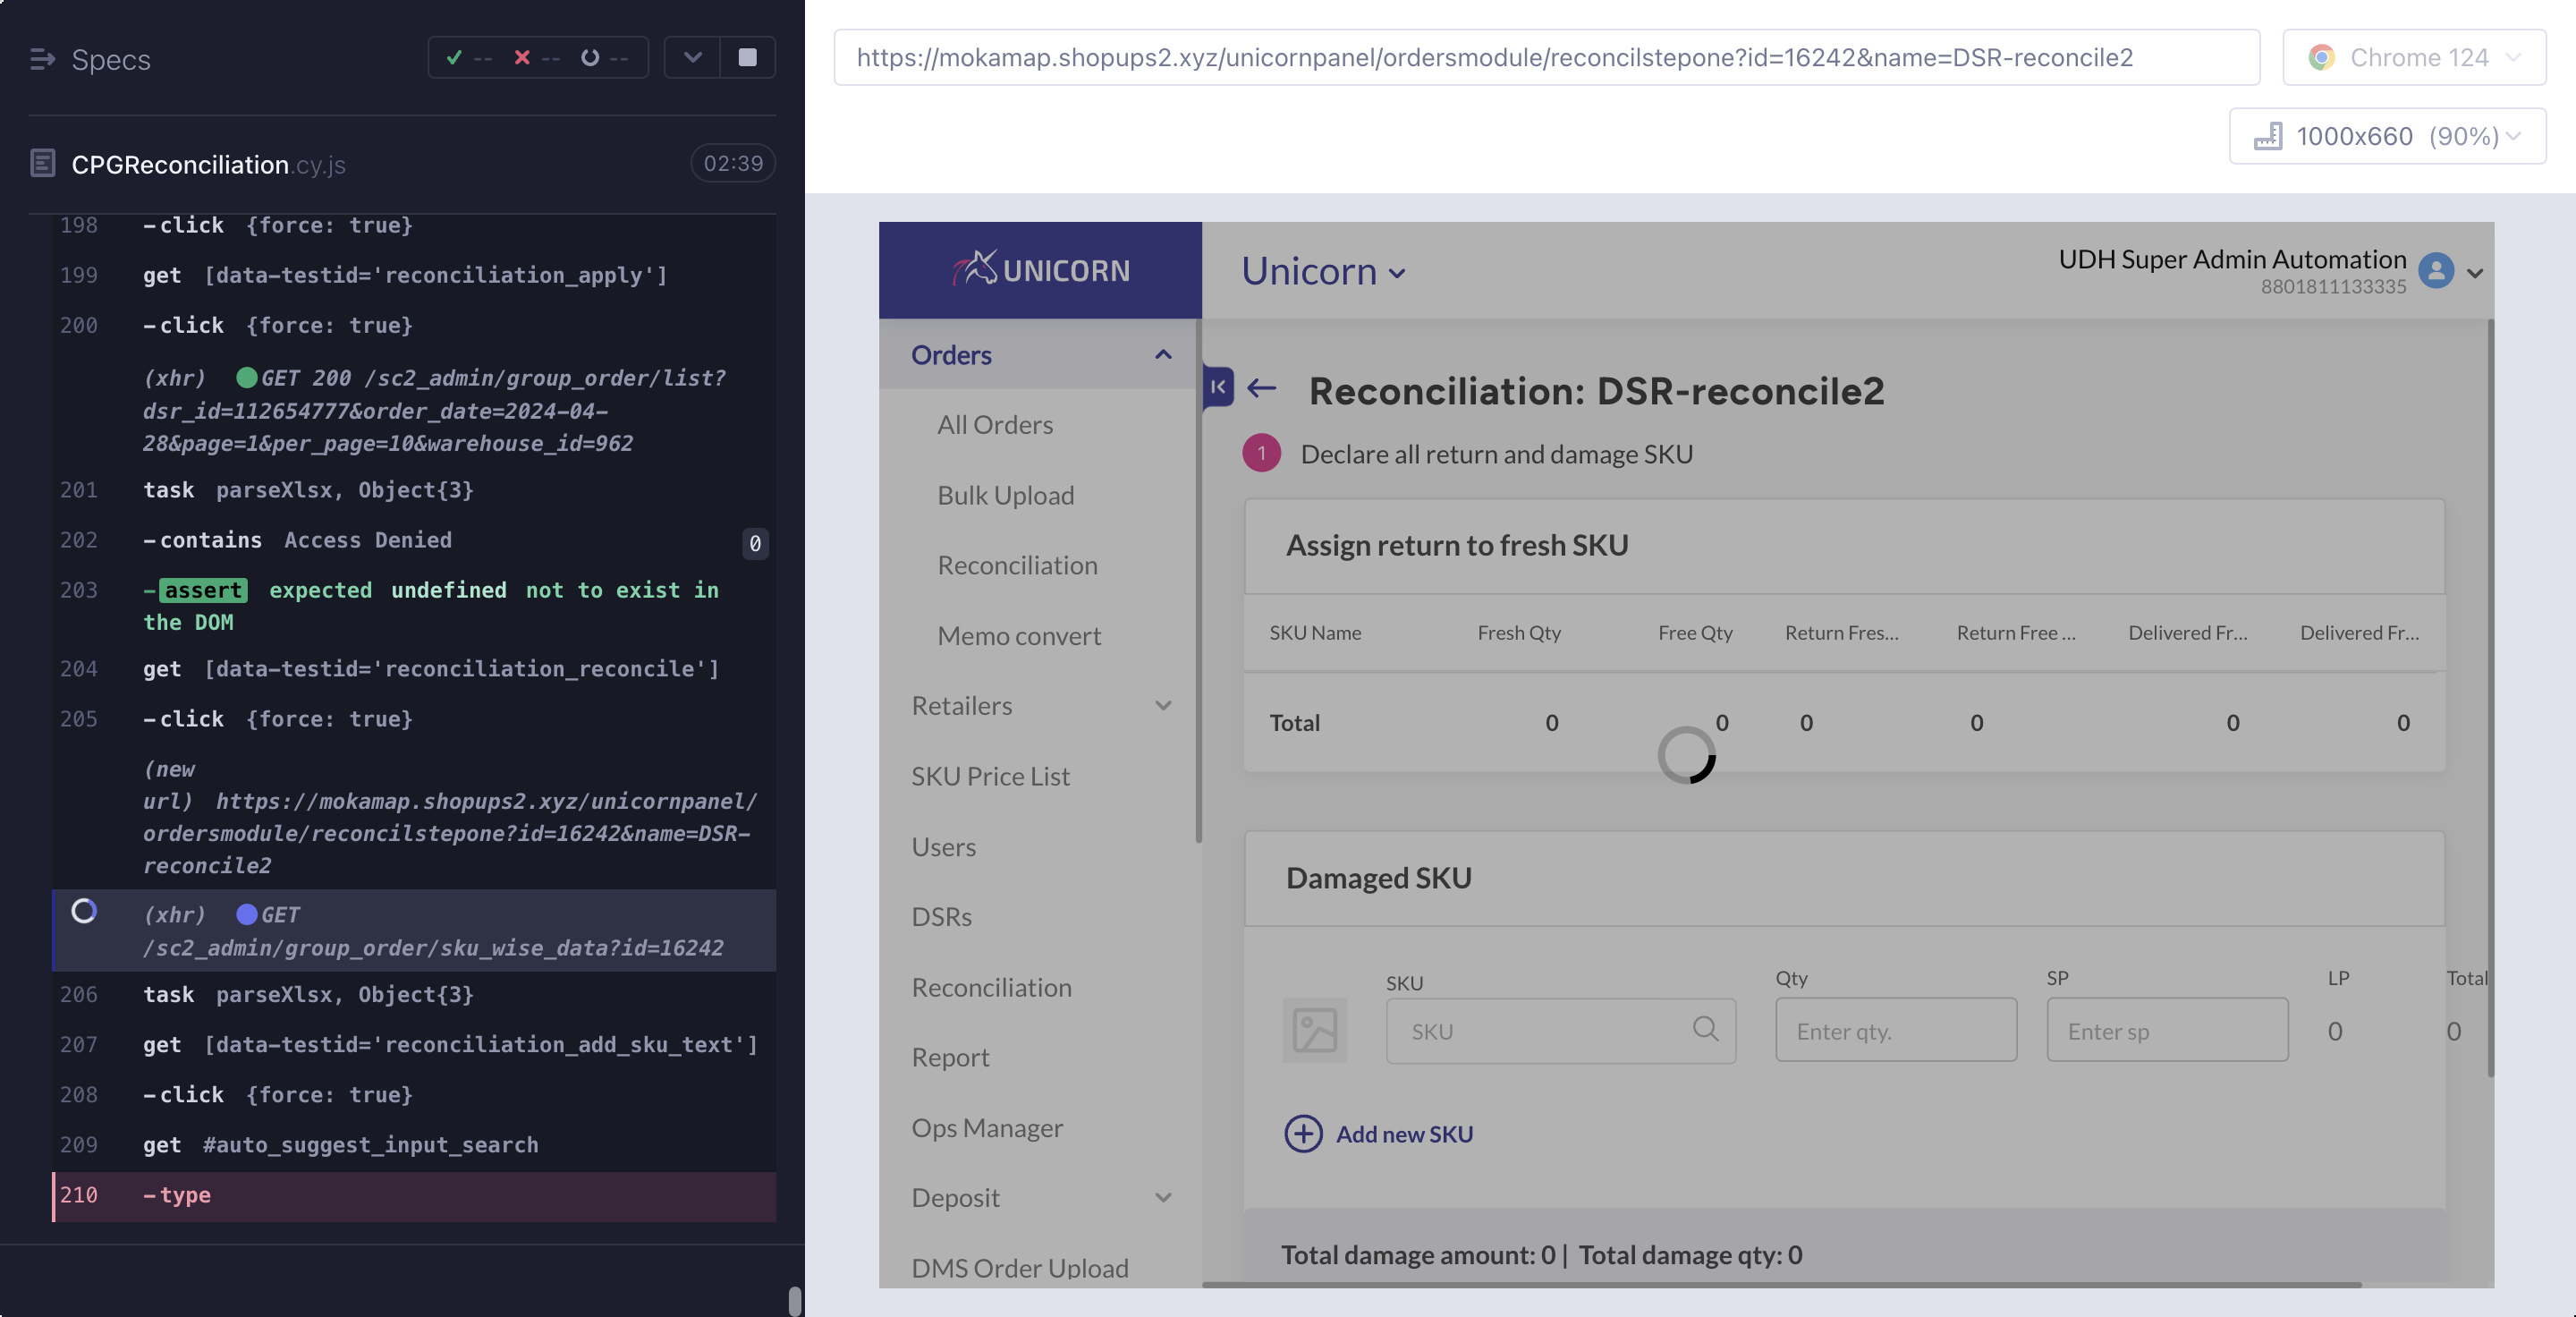 Specs
-- -- --
CPGReconciliation.cy.js
02:39
198 -click {force: true}
199 get [data-testid='reconciliation_apply']
200 -click {force: true}
(xhr) GET 200 /sc2_admin/group_order/list?
dsr_id=112654777&order_date=2024-04-
28&page=1&per_page=10&warehouse_id=962
201 task parseXlsx, Object{3}
202 -contains Access Denied 0
203 -assert expected undefined not to exist in
the DOM
204 get [data-testid='reconciliation_reconcile']
205 -click {force: true}
(new
url) https://mokamap.shopups2.xyz/unicornpanel/
ordersmodule/reconcilstepone?id=16242&name=DSR-
reconcile2
(xhr) GET
/sc2_admin/group_order/sku_wise_data?id=16242
206 task parseXlsx, Object{3}
207 get [data-testid='reconciliation_add_sku_text']
208 -click {force: true}
209 get #auto_suggest_input_search
210 -type
https://mokamap.shopups2.xyz/unicornpanel/ordersmodule/reconcilstepone?id=16242&name=DSR-reconcile2
Chrome 124
1000x660 (90%)
UNICORN
Unicorn
UDH Super Admin Automation
8801811133335
Orders
All Orders
Bulk Upload
Reconciliation
Memo convert
Retailers
SKU Price List
Users
DSRs
Reconciliation
Report
Ops Manager
Deposit
DMS Order Upload
Reconciliation: DSR-reconcile2
1 Declare all return and damage SKU
Assign return to fresh SKU
SKU Name Fresh Qty Free Qty Return Fres... Return Free ... Delivered Fr... Delivered Fr...
Total 0 0 0 0 0 0
Damaged SKU
SKU Qty SP LP Total
SKU Enter qty. Enter sp 0 0
Add new SKU
Total damage amount: 0 | Total damage qty: 0